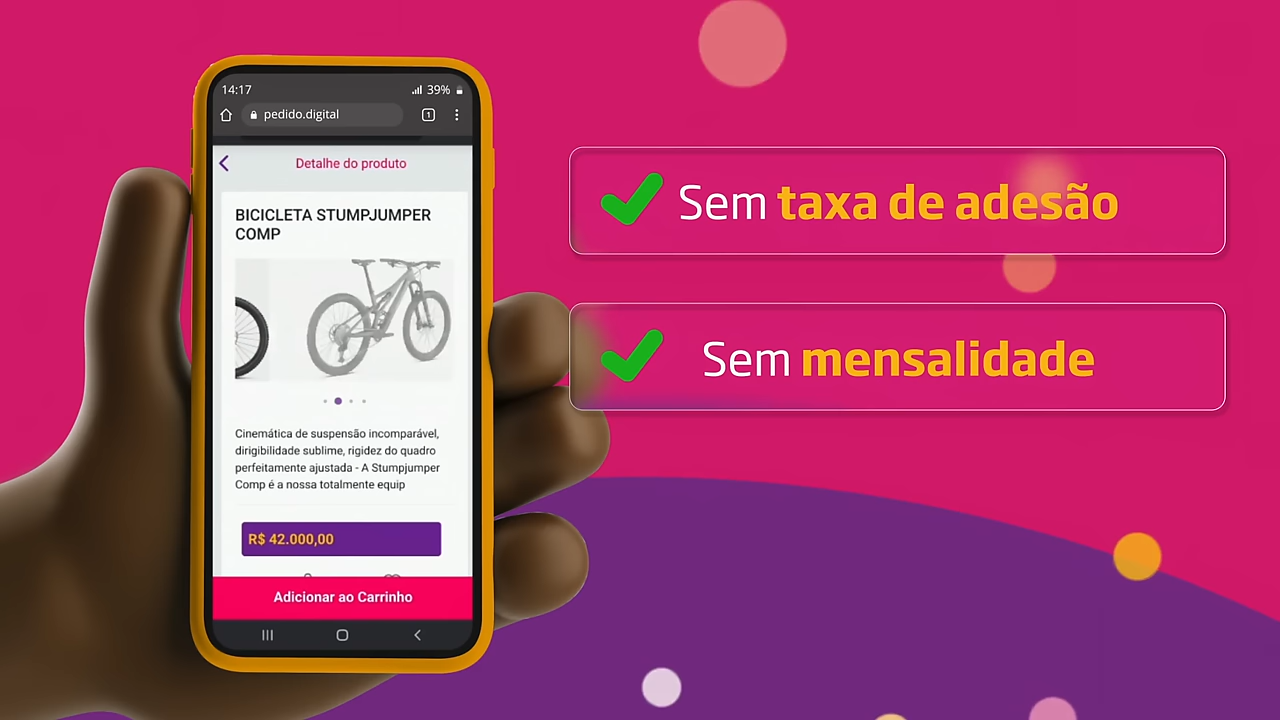 14:17
39%
pedido.digital
1
Detalhe do produto
BICICLETA STUMPJUMPER
COMP
Cinemática de suspensão incomparável,
dirigibilidade sublime, rigidez do quadro
perfeitamente ajustada - A Stumpjumper
Comp é a nossa totalmente equip
R$ 42.000,00
Adicionar ao Carrinho
Sem taxa de adesão
Sem mensalidade